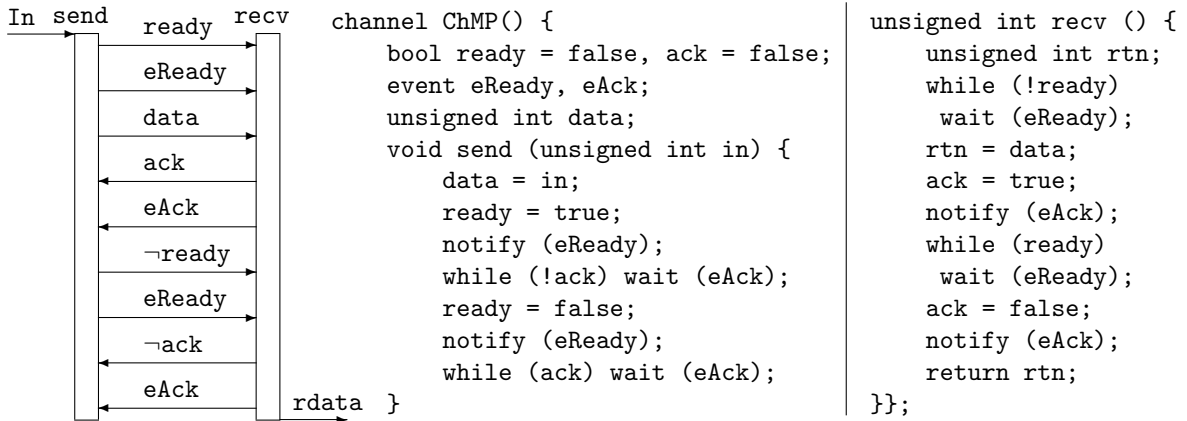 In send recv
ready
eReady
data
ack
eAck
¬ready
eReady
¬ack
eAck
rdata
channel ChMP() {
bool ready = false, ack = false;
event eReady, eAck;
unsigned int data;
void send (unsigned int in) {
data = in;
ready = true;
notify (eReady);
while (!ack) wait (eAck);
ready = false;
notify (eReady);
while (ack) wait (eAck);
}
unsigned int recv () {
unsigned int rtn;
while (!ready)
wait (eReady);
rtn = data;
ack = true;
notify (eAck);
while (ready)
wait (eReady);
ack = false;
notify (eAck);
return rtn;
}};